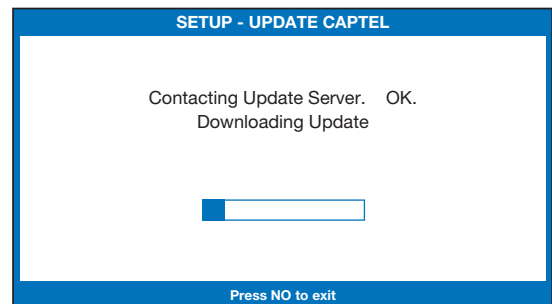 SETUP - UPDATE CAPTEL
Contacting Update Server. OK.
Downloading Update
Press NO to exit